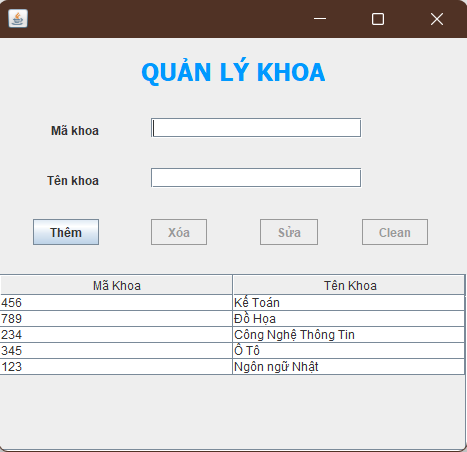 QUẢN LÝ KHOA
Mã khoa
Tên khoa
Thêm Xóa Sửa Clean
Mã Khoa Tên Khoa
456 Kế Toán
789 Đồ Họa
234 Công Nghệ Thông Tin
345 Ô Tô
123 Ngôn ngữ Nhật